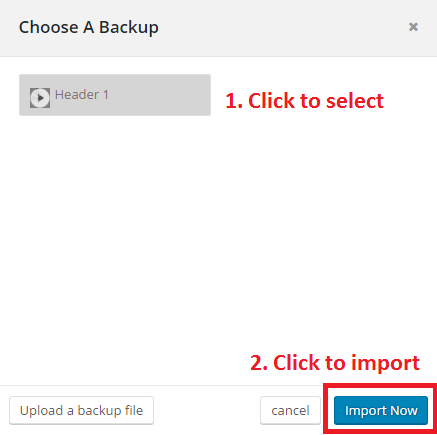 Choose A Backup
Header 1
1. Click to select
2. Click to import
Upload a backup file
cancel
Import Now